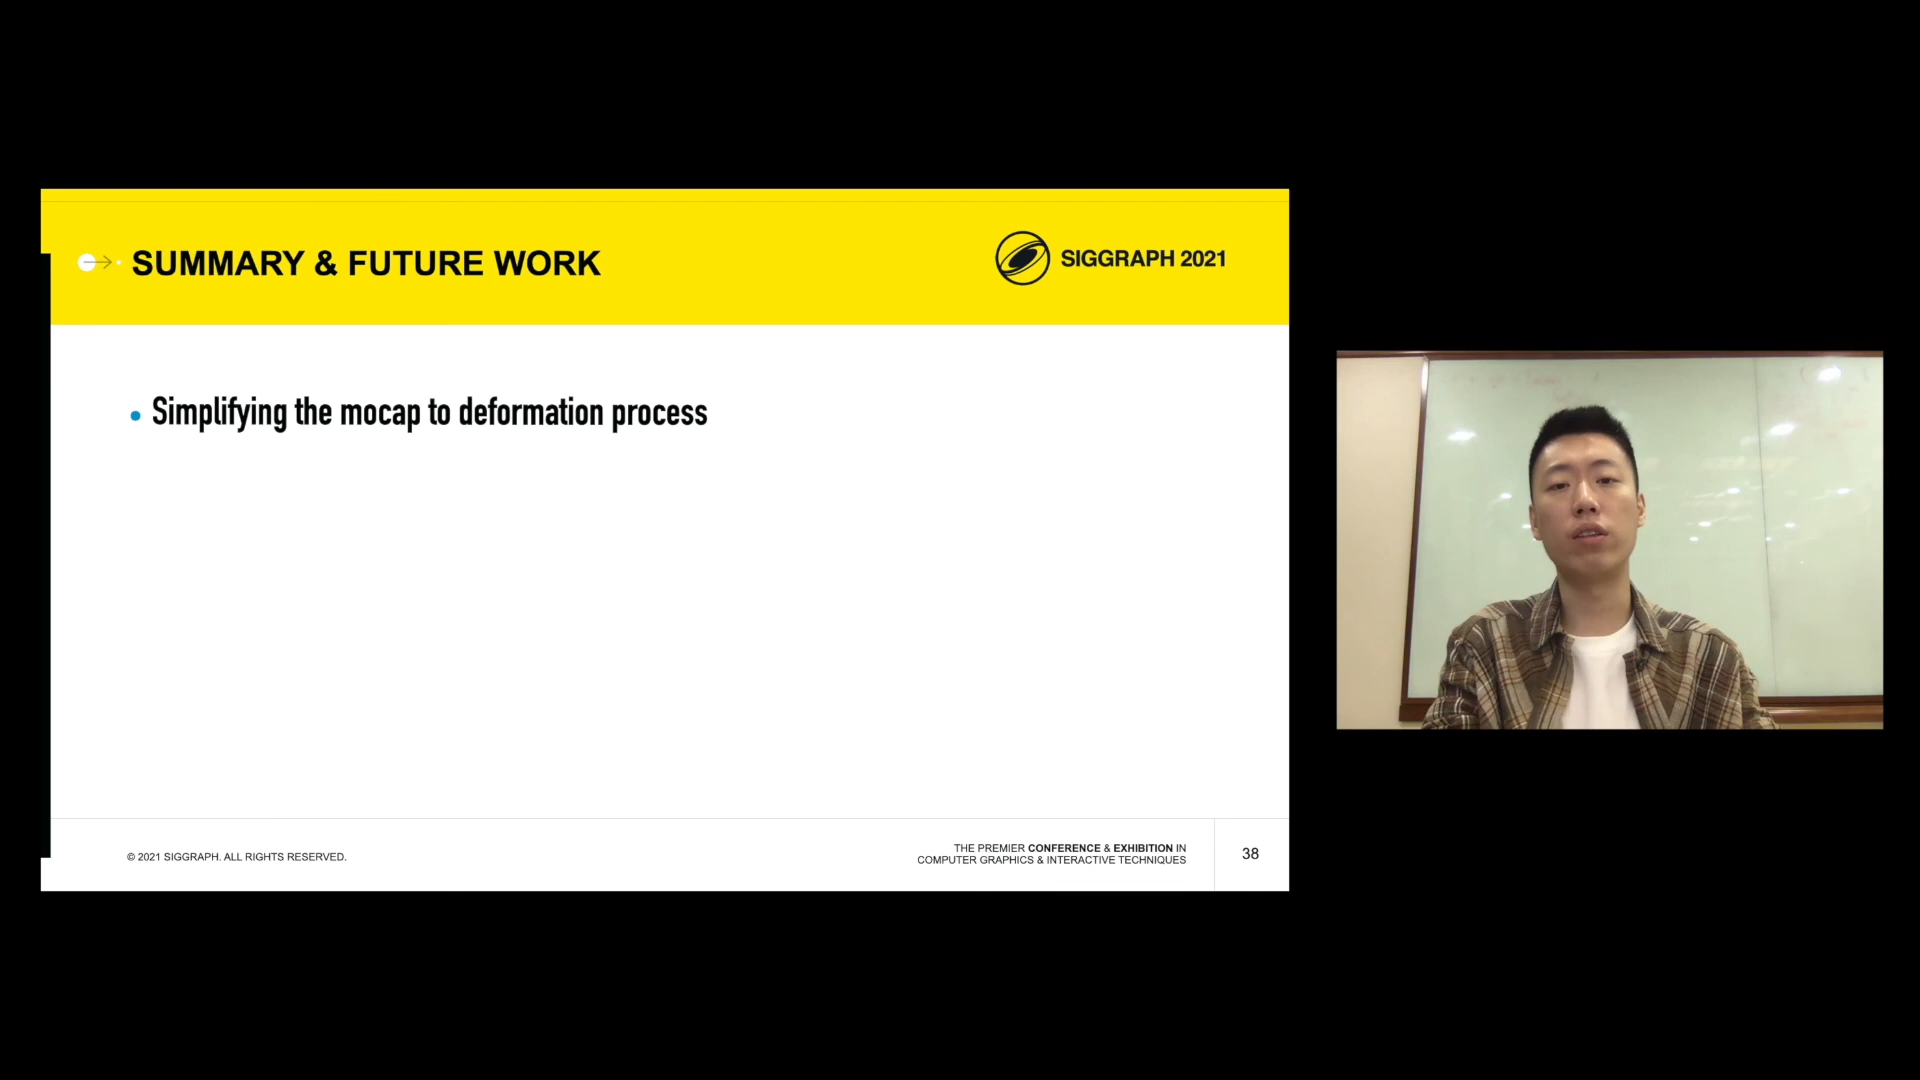 SUMMARY & FUTURE WORK
SIGGRAPH 2021
• Simplifying the mocap to deformation process
© 2021 SIGGRAPH. ALL RIGHTS RESERVED.
THE PREMIER CONFERENCE & EXHIBITION IN
COMPUTER GRAPHICS & INTERACTIVE TECHNIQUES
38